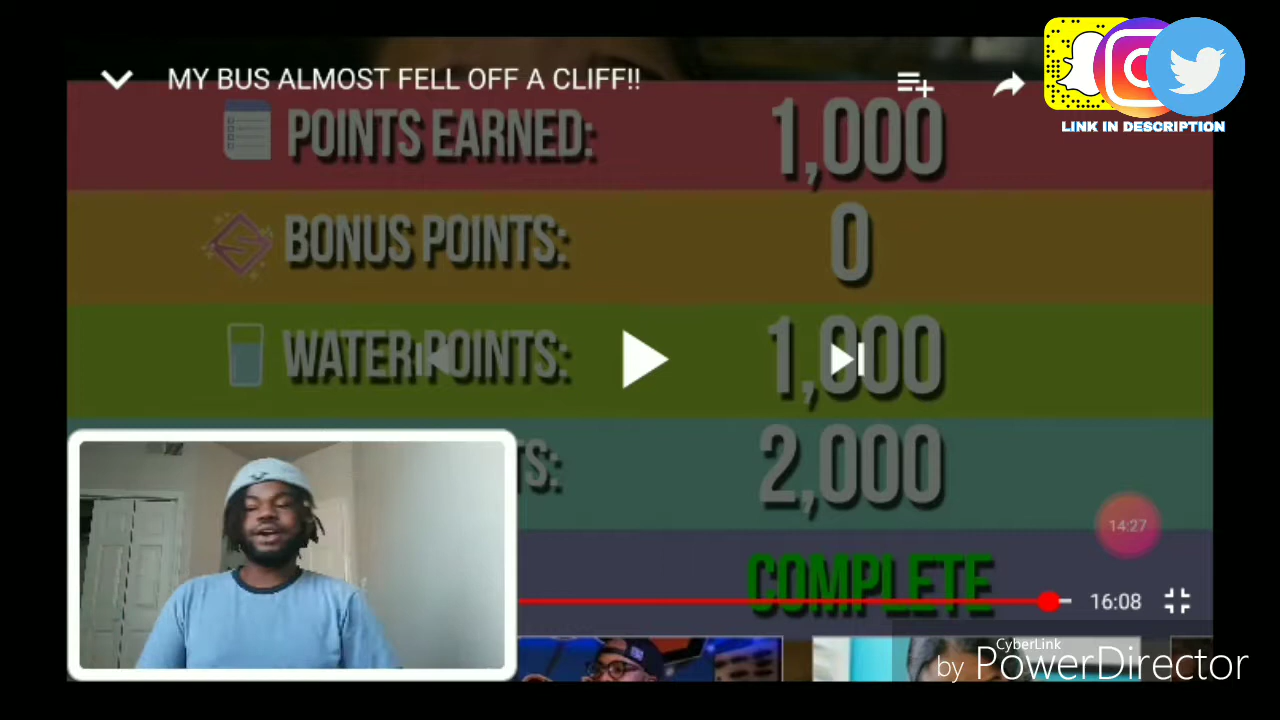 MY BUS ALMOST FELL OFF A CLIFF!!
LINK IN DESCRIPTION
POINTS EARNED: 1,000
BONUS POINTS: 0
WATER POINTS: 1,000
TS: 2,000
14:27
COMPLETE
16:08
CyberLink
by PowerDirector